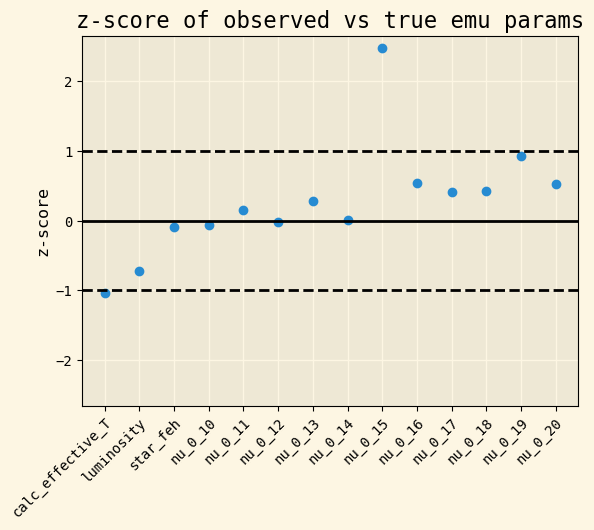 z-score of observed vs true emu params
z-score
2
1
0
−1
−2
calc_effective_T
luminosity
star_feh
nu_0_10
nu_0_11
nu_0_12
nu_0_13
nu_0_14
nu_0_15
nu_0_16
nu_0_17
nu_0_18
nu_0_19
nu_0_20